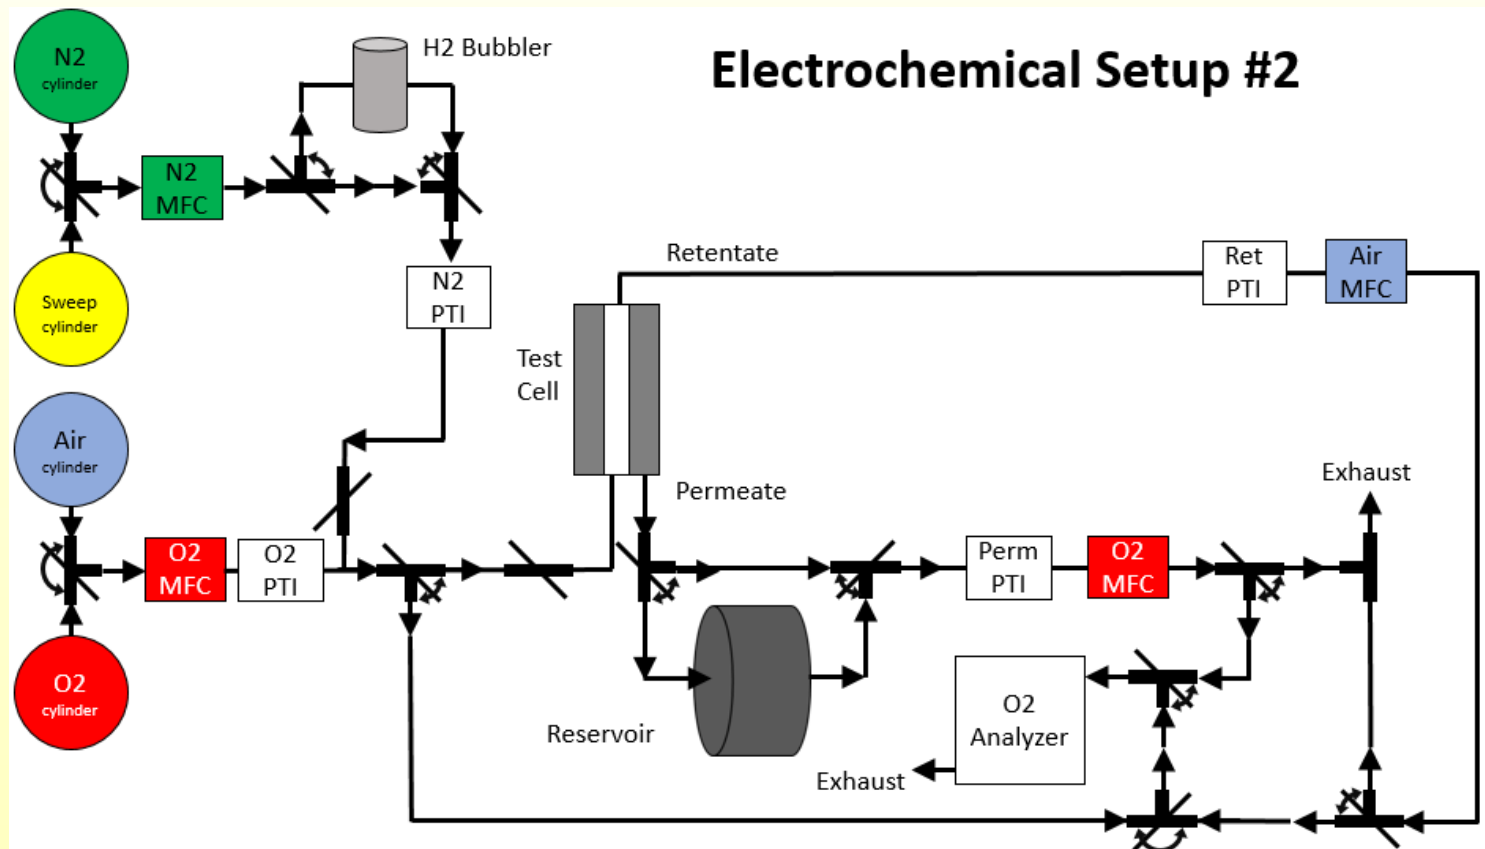 Electrochemical Setup #2
N2
cylinder
H2 Bubbler
N2
MFC
Sweep
cylinder
N2
PTI
Retentate
Ret
PTI
Air
MFC
Test
Cell
Air
cylinder
Permeate
Exhaust
O2
MFC
O2
PTI
Perm
PTI
O2
MFC
O2
cylinder
Reservoir
O2
Analyzer
Exhaust